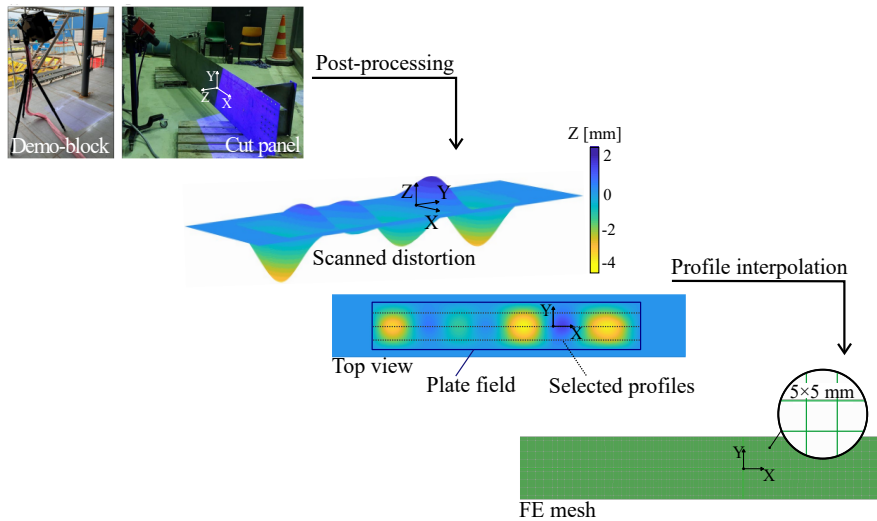 Demo-block
Y
Z
X
Cut panel
Post-processing
Z [mm]
2
0
-2
-4
Z
Y
X
Scanned distortion
Profile interpolation
Y
X
Top view
Plate field
Selected profiles
5×5 mm
Y
X
FE mesh